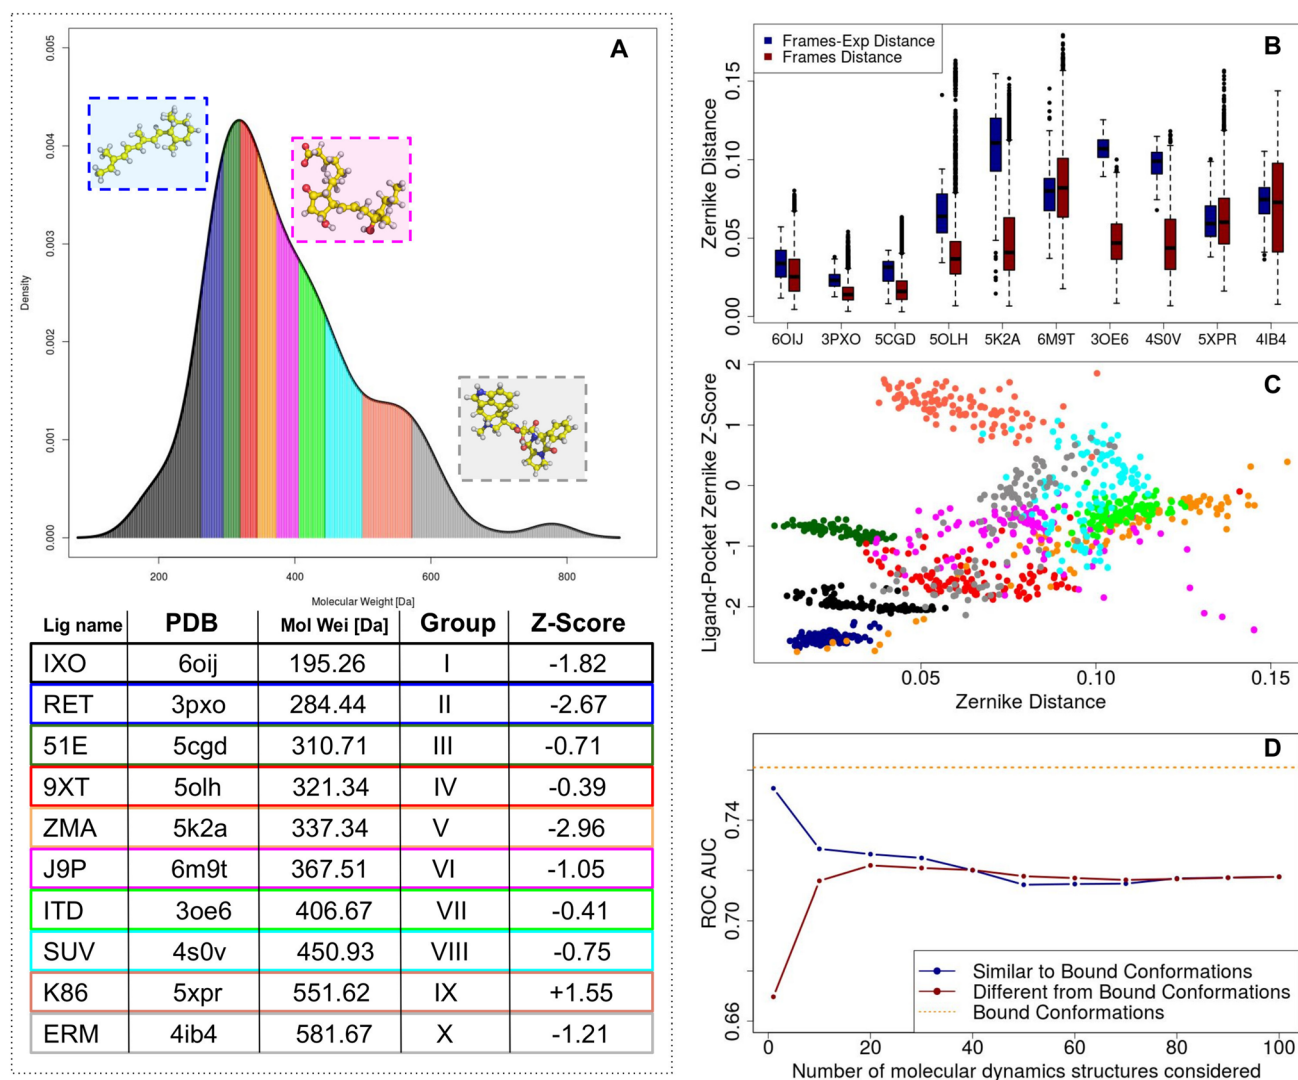 A
0.005
0.004
0.003
0.002
0.001
0.000
Density
200 400 600 800
Molecular Weight [Da]
Lig name PDB Mol Wei [Da] Group Z-Score
IXO 6oij 195.26 I -1.82
RET 3pxo 284.44 II -2.67
51E 5cgd 310.71 III -0.71
9XT 5olh 321.34 IV -0.39
ZMA 5k2a 337.34 V -2.96
J9P 6m9t 367.51 VI -1.05
ITD 3oe6 406.67 VII -0.41
SUV 4s0v 450.93 VIII -0.75
K86 5xpr 551.62 IX +1.55
ERM 4ib4 581.67 X -1.21
B
Frames-Exp Distance
Frames Distance
Zernike Distance
0.15
0.10
0.05
0.00
6OIJ 3PXO 5CGD 5OLH 5K2A 6M9T 3OE6 4S0V 5XPR 4IB4
C
Ligand-Pocket Zernike Z-Score
2
1
0
-1
-2
0.05 0.10 0.15
Zernike Distance
D
ROC AUC
0.74
0.70
0.66
Similar to Bound Conformations
Different from Bound Conformations
Bound Conformations
0 20 40 60 80 100
Number of molecular dynamics structures considered